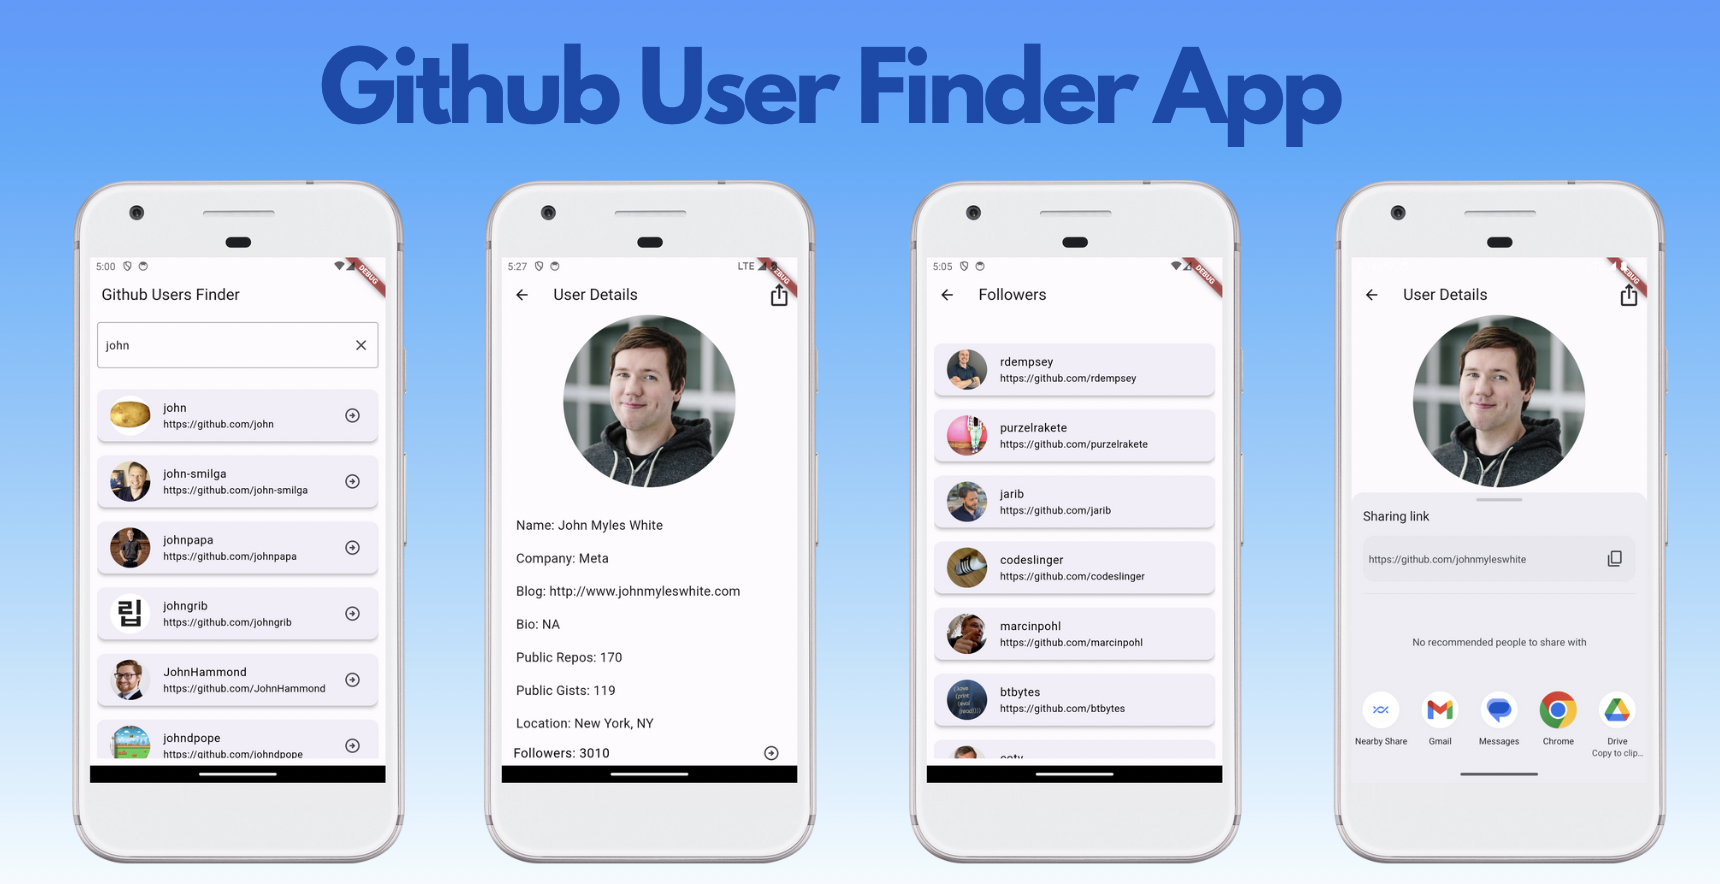 Github User Finder App
5:00
DEBUG
Github Users Finder
john
john
https://github.com/john
john-smilga
https://github.com/john-smilga
johnpapa
https://github.com/johnpapa
립
johngrib
https://github.com/johngrib
JohnHammond
https://github.com/JohnHammond
johndpope
https://github.com/johndpope
5:27
LTE
DEBUG
User Details
Name: John Myles White
Company: Meta
Blog: http://www.johnmyleswhite.com
Bio: NA
Public Repos: 170
Public Gists: 119
Location: New York, NY
Followers: 3010
5:05
DEBUG
Followers
rdempsey
https://github.com/rdempsey
purzelrakete
https://github.com/purzelrakete
jarib
https://github.com/jarib
codeslinger
https://github.com/codeslinger
marcinpohl
https://github.com/marcinpohl
btbytes
https://github.com/btbytes
User Details
Sharing link
https://github.com/johnmyleswhite
No recommended people to share with
Nearby Share
Gmail
Messages
Chrome
Drive
Copy to clip...